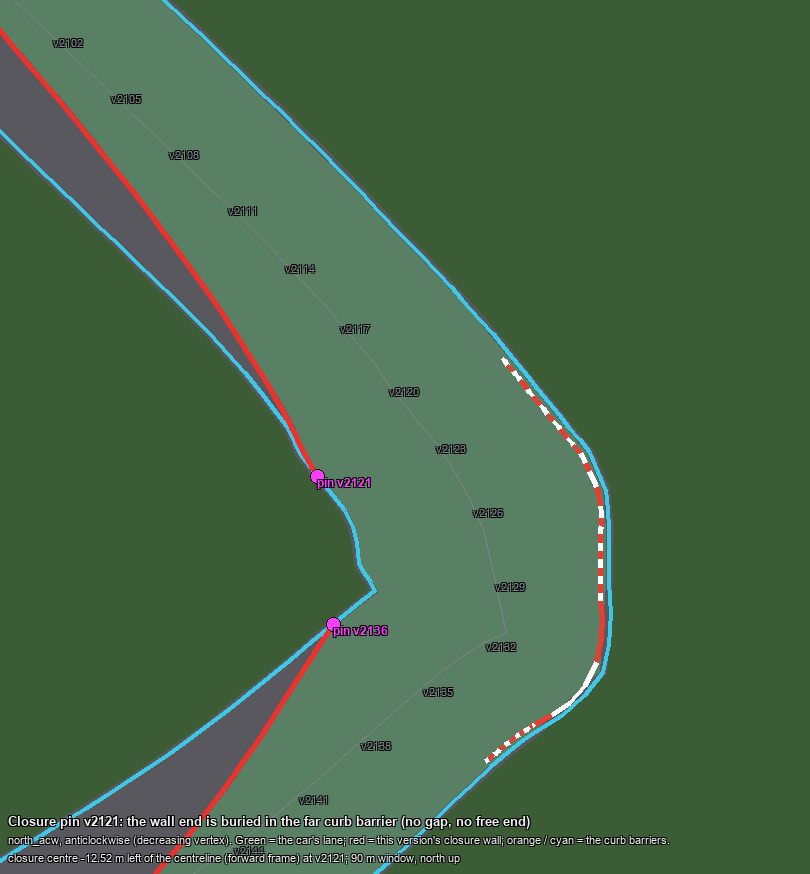 v2102
v2105
v2108
v2111
v2114
v2117
v2120
v2123
pin v2121
v2126
v2129
pin v2136
v2132
v2135
v2138
v2141
Closure pin v2121: the wall end is buried in the far curb barrier (no gap, no free end)
north_acw, anticlockwise (decreasing vertex). Green = the car's lane; red = this version's closure wall; orange / cyan = the curb barriers.
v2144
closure centre -12.52 m left of the centreline (forward frame) at v2121; 90 m window, north up